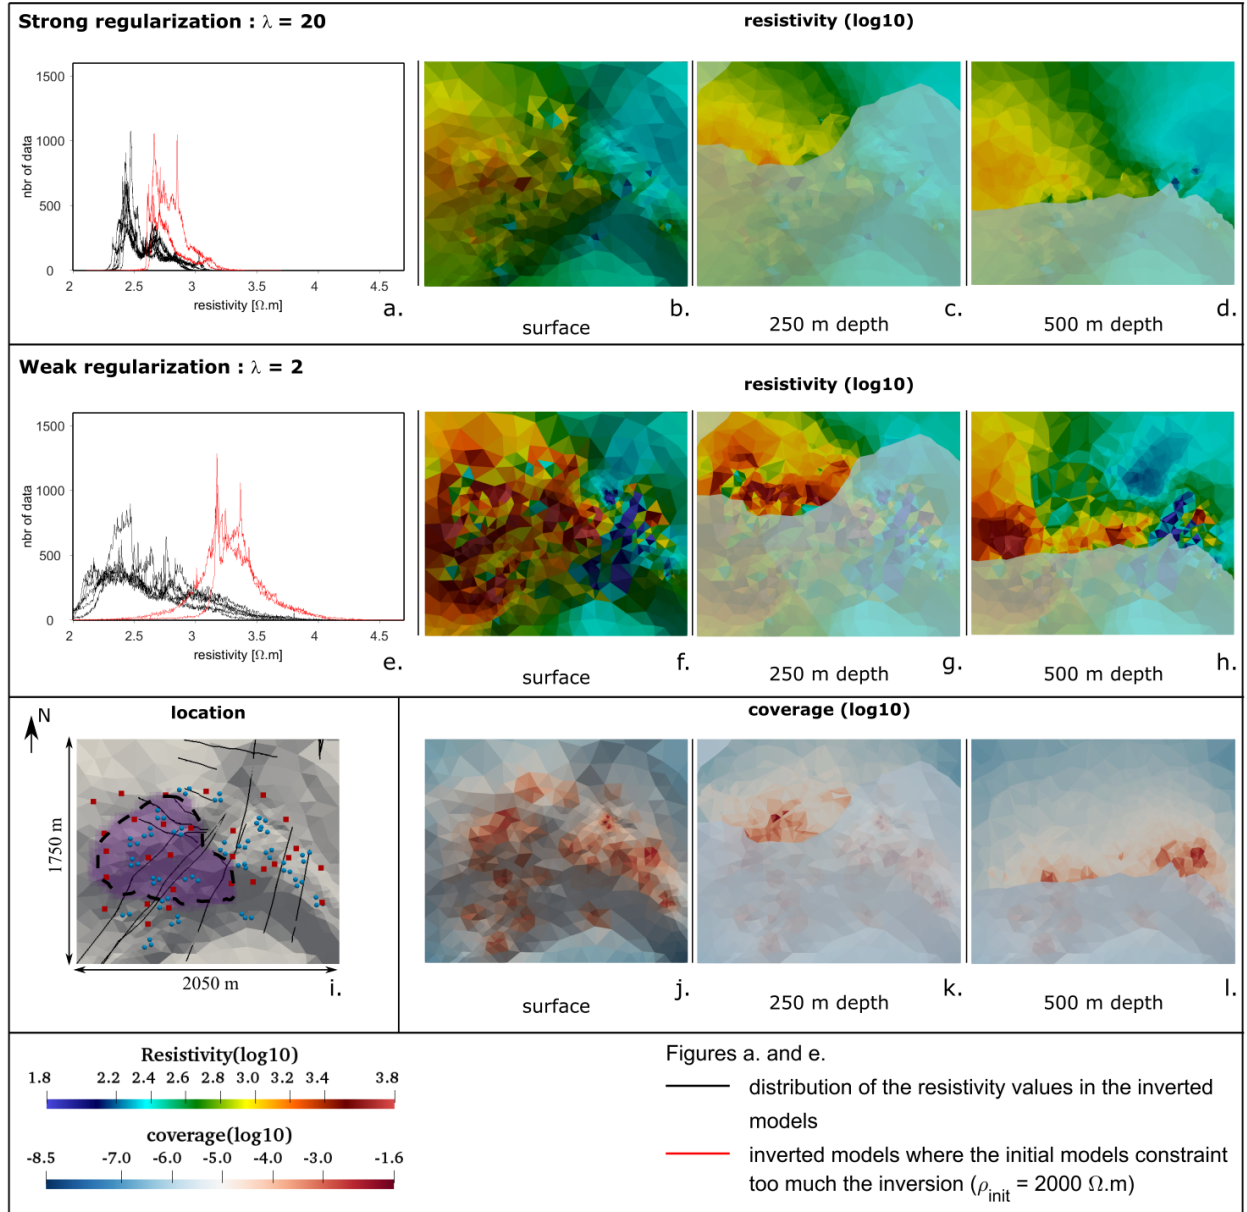 Strong regularization : λ = 20
resistivity (log10)
1500
1000
500
0
nbr of data
2 2.5 3 3.5 4 4.5
resistivity [Ω.m]
a.
b.
surface
c.
250 m depth
d.
500 m depth
Weak regularization : λ = 2
resistivity (log10)
1500
1000
500
0
nbr of data
2 2.5 3 3.5 4 4.5
resistivity [Ω.m]
e.
f.
surface
g.
250 m depth
h.
500 m depth
N
location
1750 m
2050 m
i.
coverage (log10)
j.
surface
k.
250 m depth
l.
500 m depth
Resistivity(log10)
1.8 2.2 2.4 2.6 2.8 3.0 3.2 3.4 3.8
coverage(log10)
-8.5 -7.0 -6.0 -5.0 -4.0 -3.0 -1.6
Figures a. and e.
distribution of the resistivity values in the inverted
models
inverted models where the initial models constraint
too much the inversion (ρinit = 2000 Ω.m)